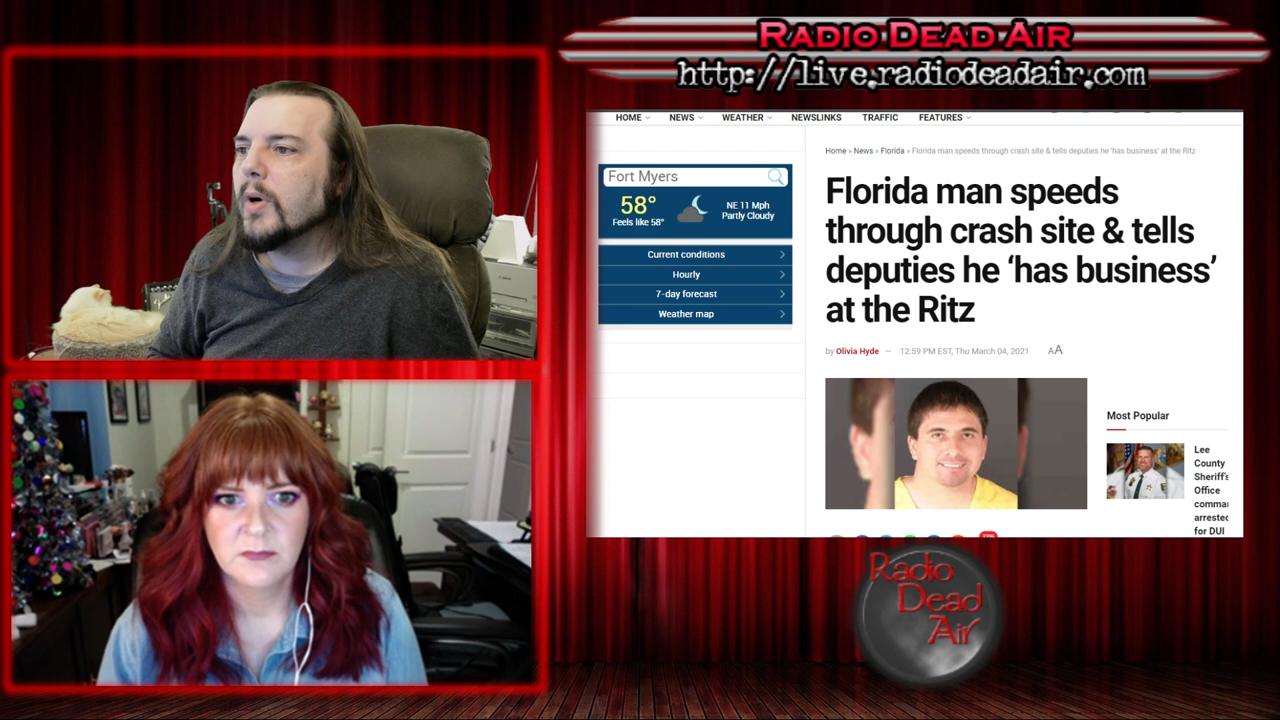 RADIO DEAD AIR
http://live.radiodeadair.com
HOME NEWS WEATHER NEWSLINKS TRAFFIC FEATURES
Home » News » Florida » Florida man speeds through crash site & tells deputies he 'has business' at the Ritz
Fort Myers
58°
Feels like 58°
NE 11 Mph
Partly Cloudy
Current conditions
Hourly
7-day forecast
Weather map
Florida man speeds
through crash site & tells
deputies he ‘has business’
at the Ritz
by Olivia Hyde — 12:59 PM EST, Thu March 04, 2021 AA
Most Popular
Lee
County
Sheriff's
Office
comma
arrested
for DUI
Radio
Dead
Air